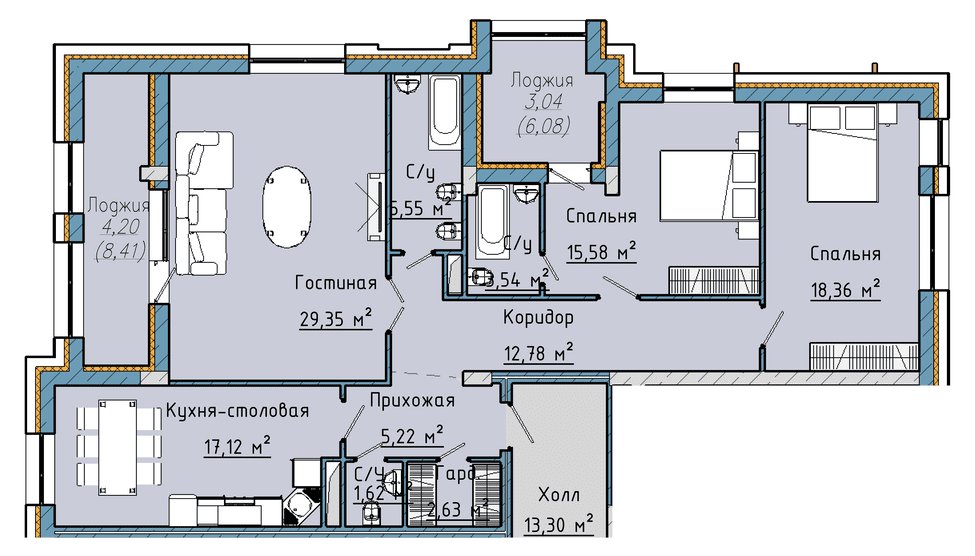 Лоджия
3,04
(6,08)
С/у
5,55 м²
Лоджия
4,20
(8,41)
Спальня
15,58 м²
С/у
3,54 м²
Спальня
18,36 м²
Гостиная
29,35 м²
Коридор
12,78 м²
Прихожая
5,22 м²
Кухня-столовая
17,12 м²
С/у
1,62 м²
Гард.
2,63 м²
Холл
13,30 м²